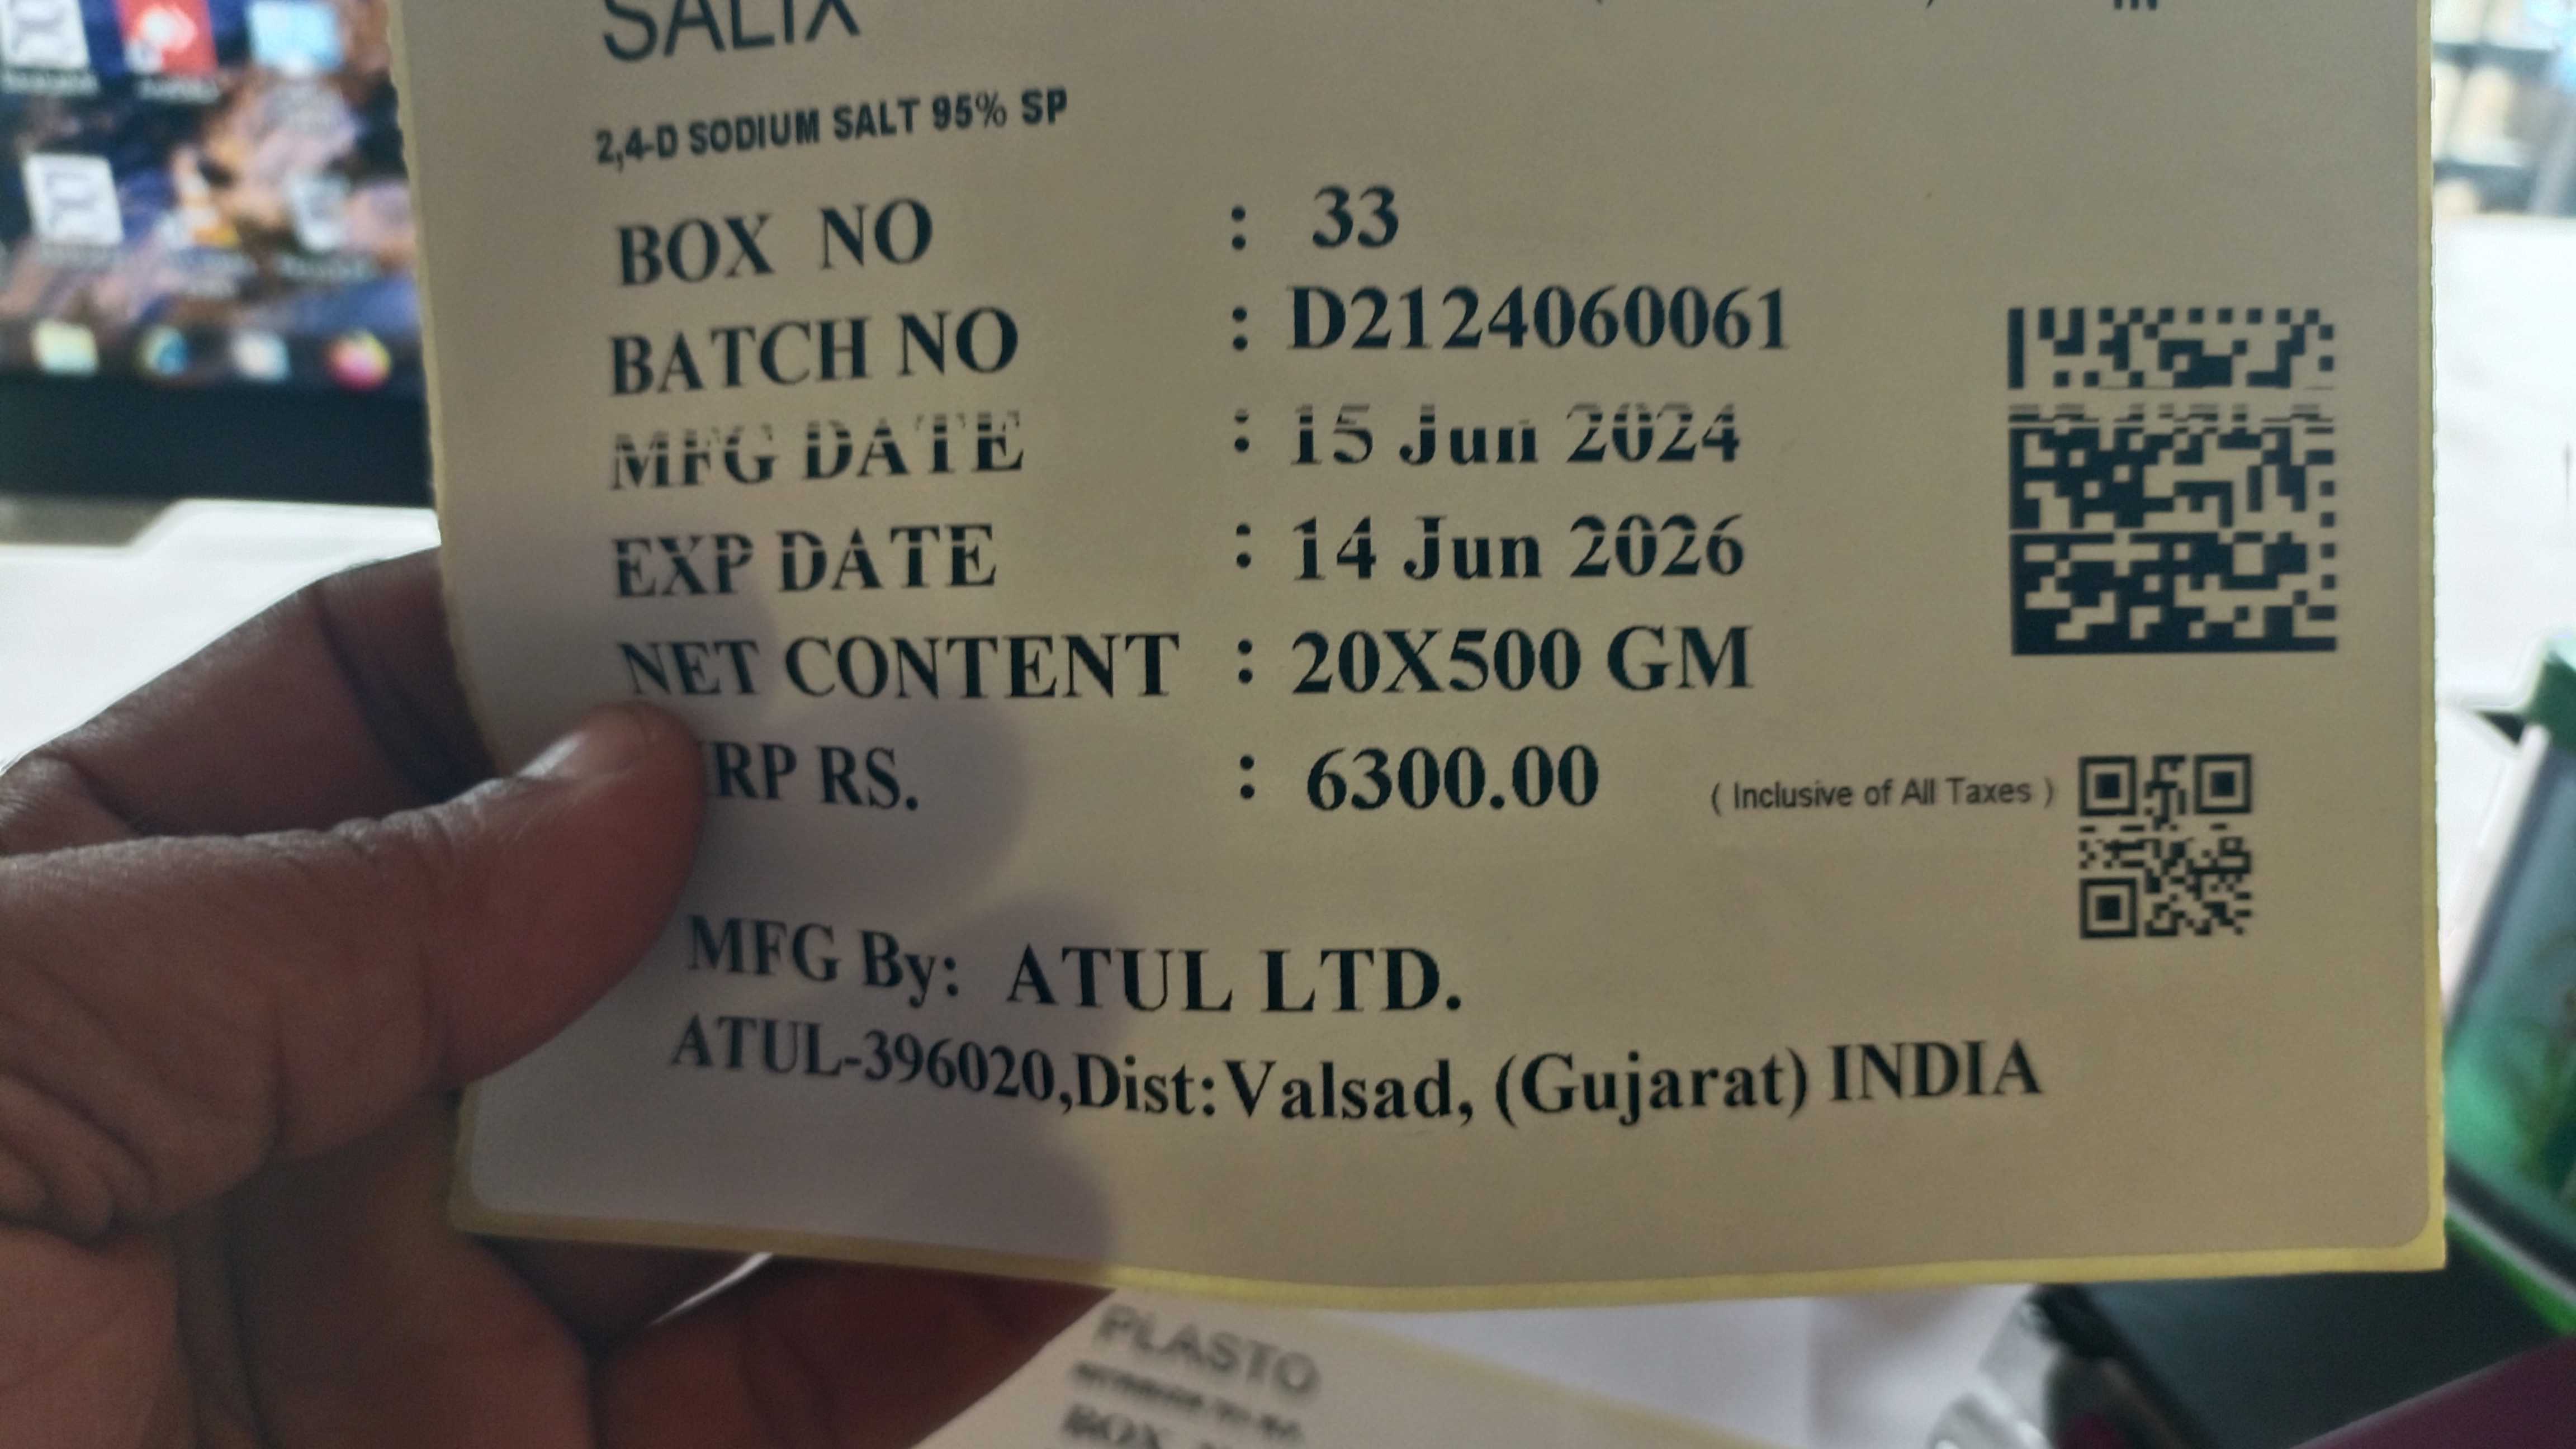 SALIX
2,4-D SODIUM SALT 95% SP
BOX NO : 33
BATCH NO : D2124060061
MFG DATE : 15 Jun 2024
EXP DATE : 14 Jun 2026
NET CONTENT : 20X500 GM
RP RS. : 6300.00 ( Inclusive of All Taxes )
MFG By: ATUL LTD.
ATUL-396020,Dist:Valsad, (Gujarat) INDIA
PLASTO
BOX